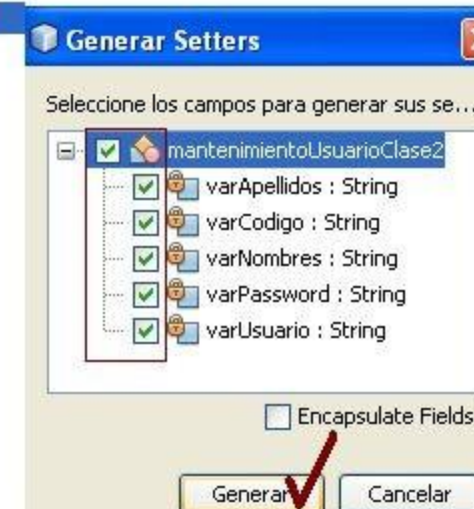 Generar Setters
Seleccione los campos para generar sus se...
mantenimientoUsuarioClase2
varApellidos : String
varCodigo : String
varNombres : String
varPassword : String
varUsuario : String
Encapsulate Fields
Generar Cancelar